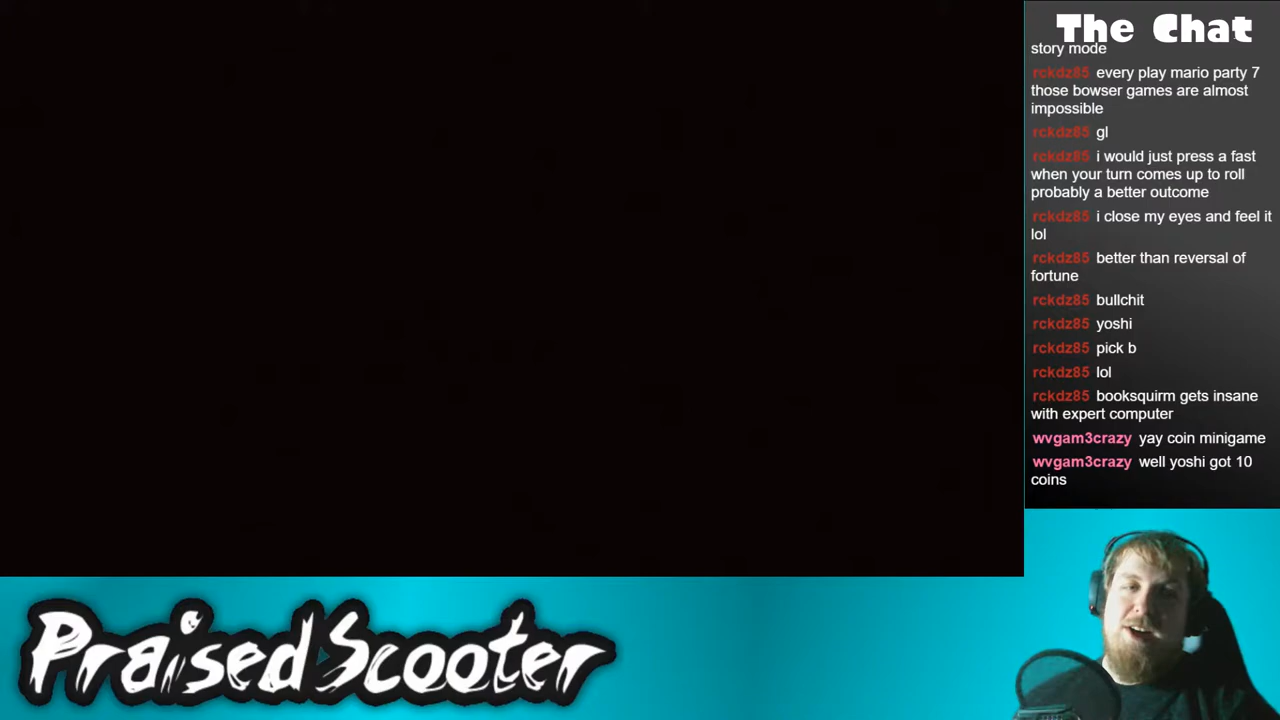 The Chat
story mode
rckdz85 every play mario party 7
those bowser games are almost
impossible
rckdz85 gl
rckdz85 i would just press a fast
when your turn comes up to roll
probably a better outcome
rckdz85 i close my eyes and feel it
lol
rckdz85 better than reversal of
fortune
rckdz85 bullchit
rckdz85 yoshi
rckdz85 pick b
rckdz85 lol
rckdz85 booksquirm gets insane
with expert computer
wvgam3crazy yay coin minigame
wvgam3crazy well yoshi got 10
coins
PraisedScooter